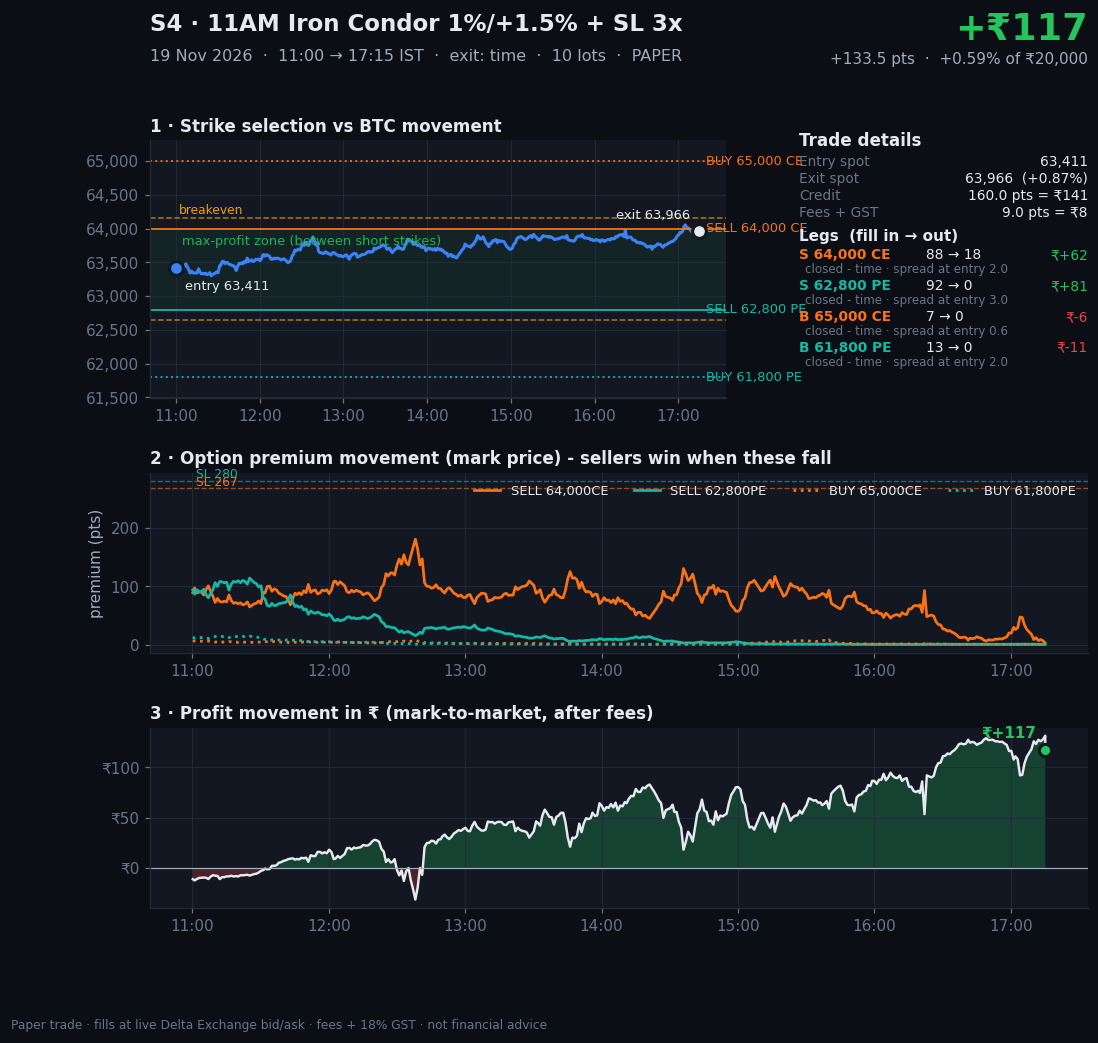 S4 · 11AM Iron Condor 1%/+1.5% + SL 3x
+₹117
19 Nov 2026 · 11:00 → 17:15 IST · exit: time · 10 lots · PAPER
+133.5 pts · +0.59% of ₹20,000
1 · Strike selection vs BTC movement
65,000
64,500
64,000
63,500
63,000
62,500
62,000
61,500
BUY 65,000 CE
breakeven
exit 63,966
SELL 64,000 CE
max-profit zone (between short strikes)
entry 63,411
SELL 62,800 PE
BUY 61,800 PE
11:00 12:00 13:00 14:00 15:00 16:00 17:00
Trade details
Entry spot 63,411
Exit spot 63,966 (+0.87%)
Credit 160.0 pts = ₹141
Fees + GST 9.0 pts = ₹8
Legs (fill in → out)
S 64,000 CE 88 → 18 ₹+62
closed - time · spread at entry 2.0
S 62,800 PE 92 → 0 ₹+81
closed - time · spread at entry 3.0
B 65,000 CE 7 → 0 ₹-6
closed - time · spread at entry 0.6
B 61,800 PE 13 → 0 ₹-11
closed - time · spread at entry 2.0
2 · Option premium movement (mark price) - sellers win when these fall
SL 280
SL 267
SELL 64,000CE SELL 62,800PE BUY 65,000CE BUY 61,800PE
premium (pts)
200
100
0
11:00 12:00 13:00 14:00 15:00 16:00 17:00
3 · Profit movement in ₹ (mark-to-market, after fees)
₹+117
₹100
₹50
₹0
11:00 12:00 13:00 14:00 15:00 16:00 17:00
Paper trade · fills at live Delta Exchange bid/ask · fees + 18% GST · not financial advice